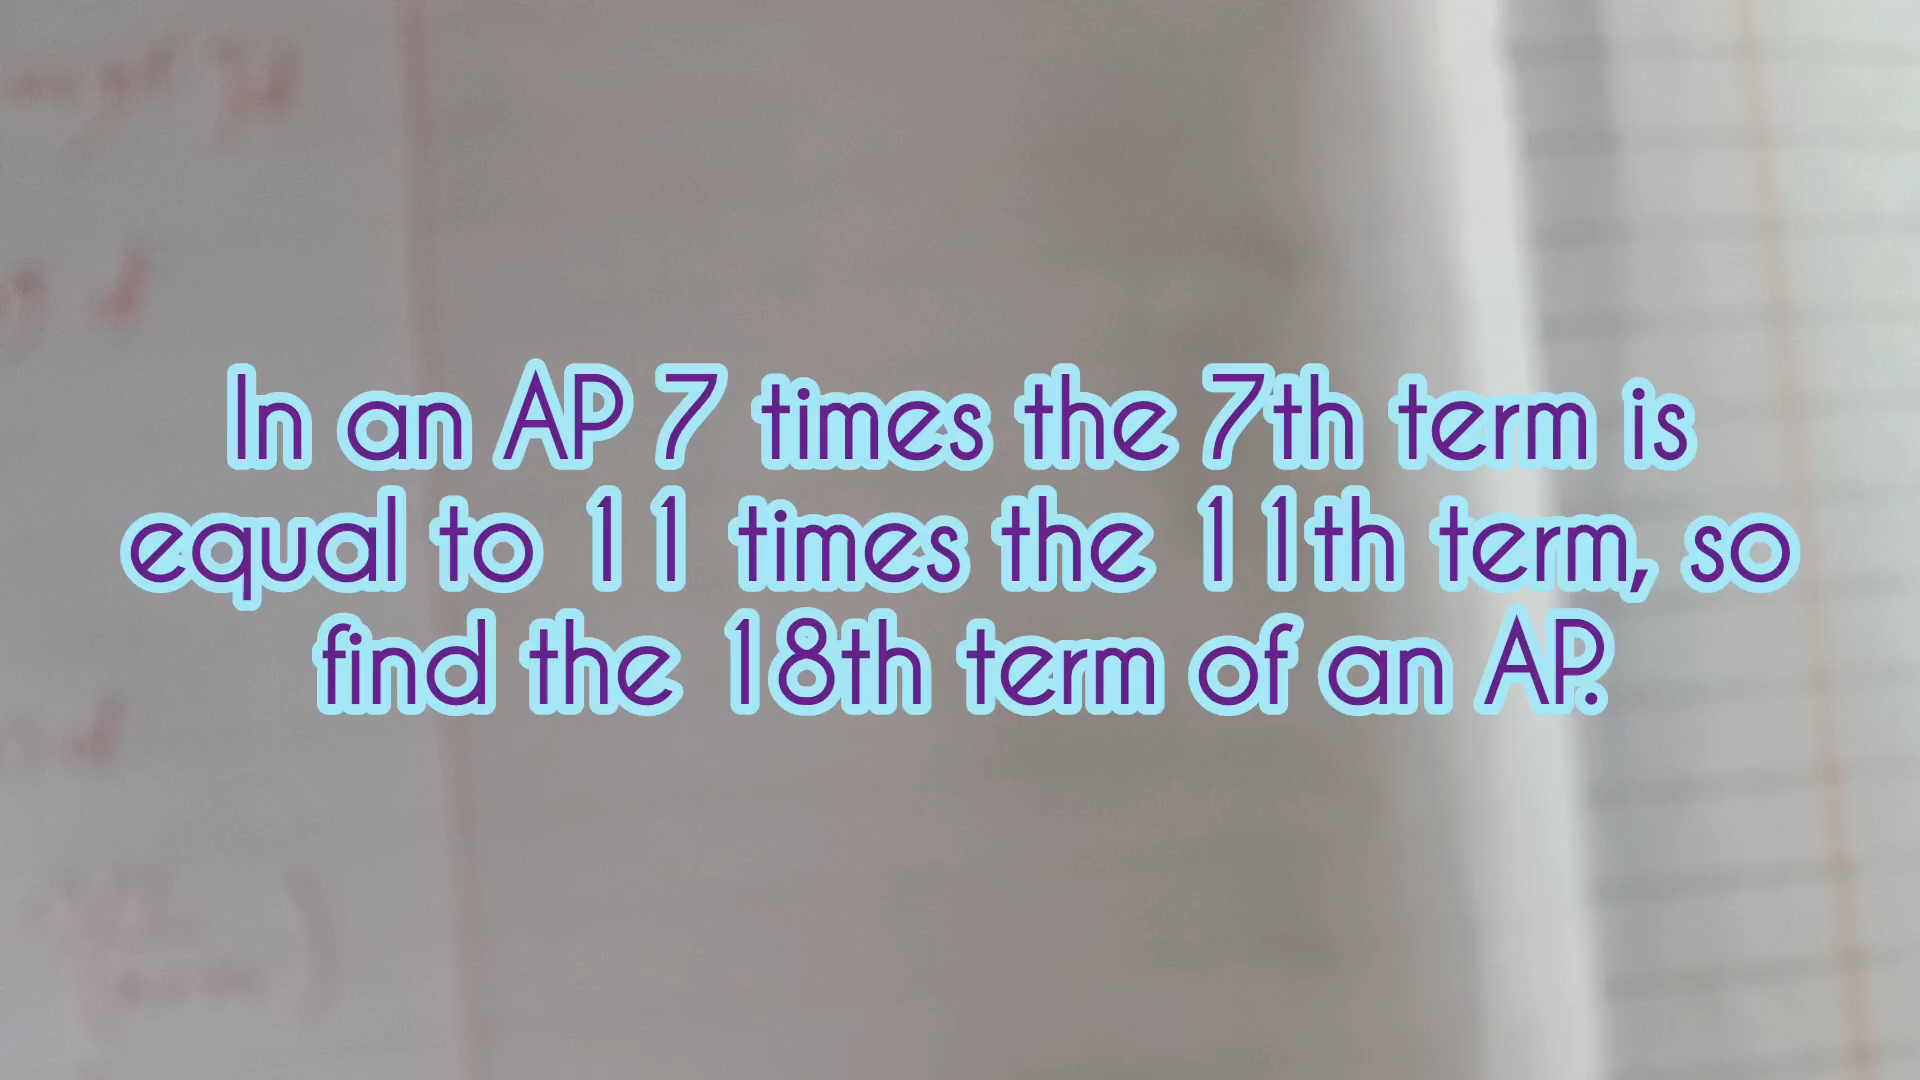 In an AP 7 times the 7th term is
equal to 11 times the 11th term, so
find the 18th term of an AP.